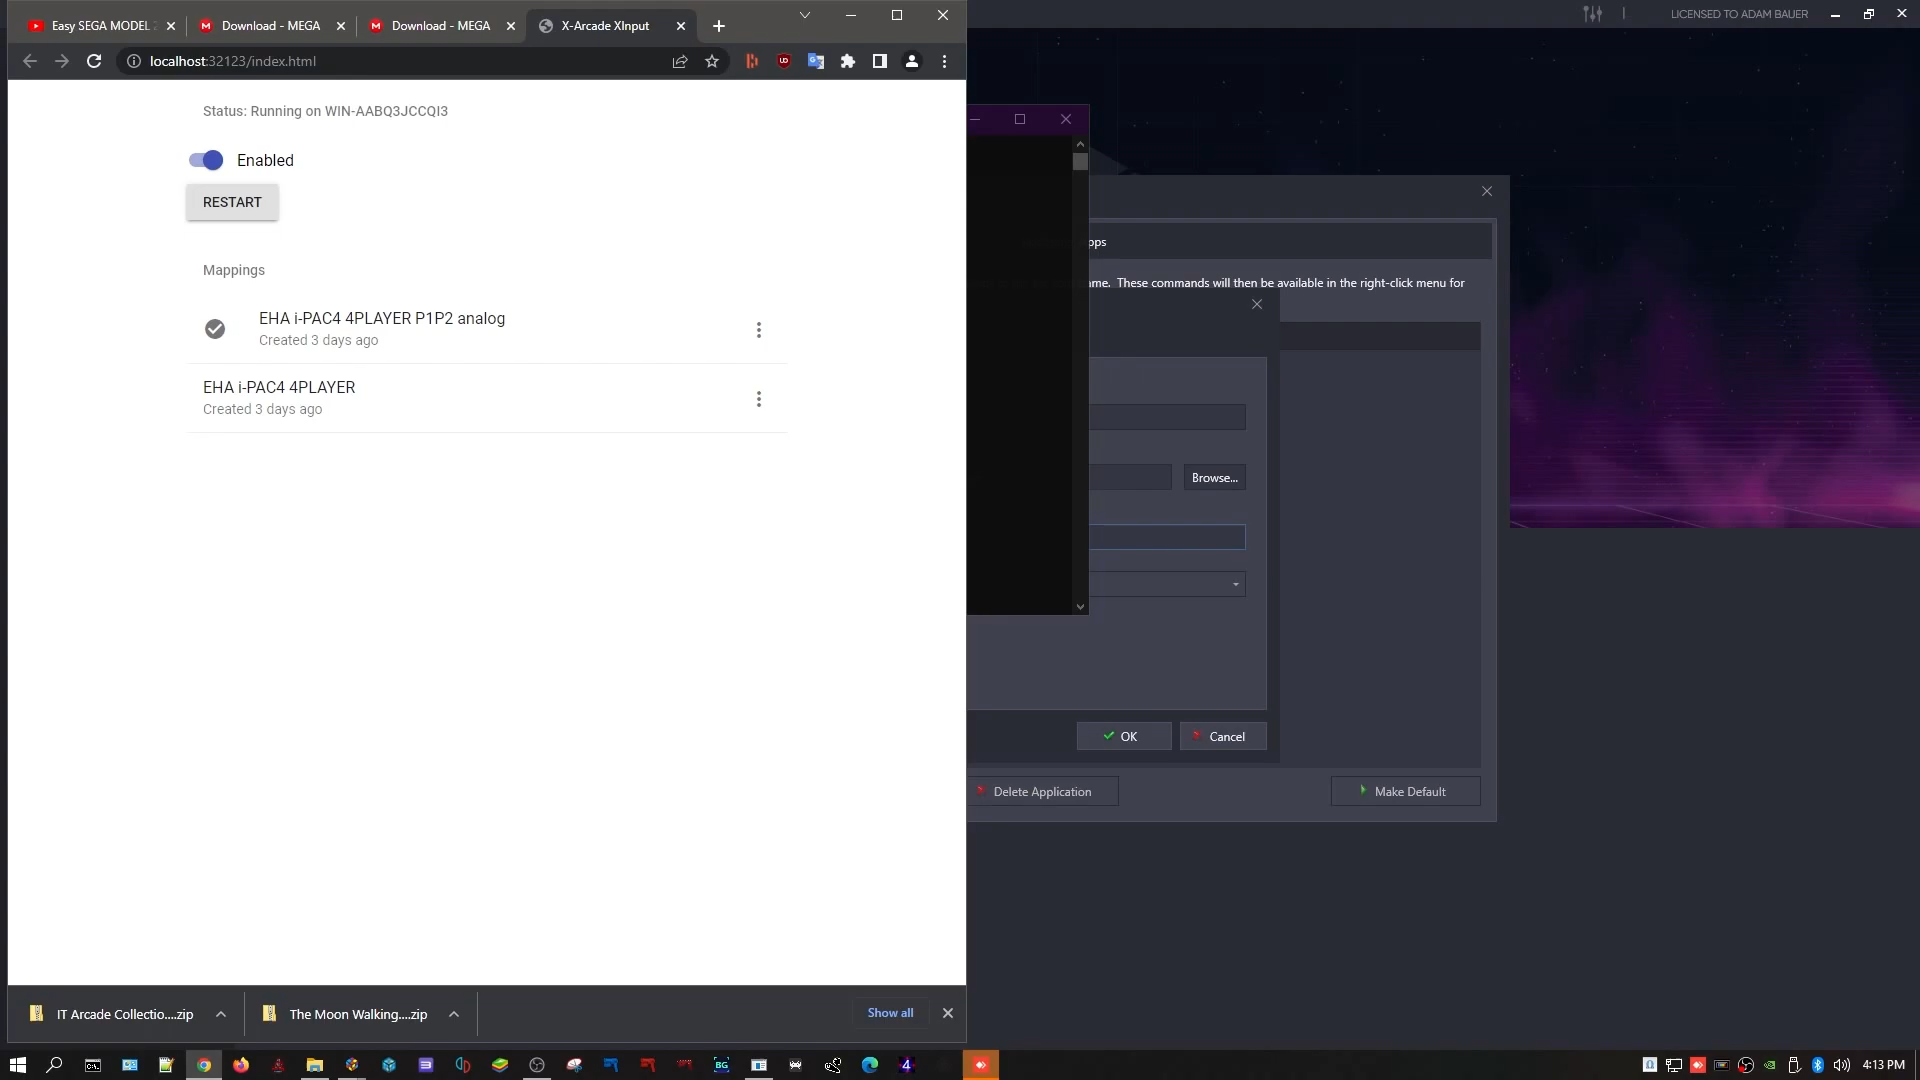 Easy SEGA MODEL
Download - MEGA
Download - MEGA
X-Arcade XInput
LICENSED TO ADAM BAUER
localhost:32123/index.html
Status: Running on WIN-AABQ3JCCQI3
Enabled
RESTART
Mappings
EHA i-PAC4 4PLAYER P1P2 analog
Created 3 days ago
EHA i-PAC4 4PLAYER
Created 3 days ago
pps
ame. These commands will then be available in the right-click menu for
Browse...
OK
Cancel
Delete Application
Make Default
IT Arcade Collectio....zip
The Moon Walking....zip
Show all
BG
4
4:13 PM